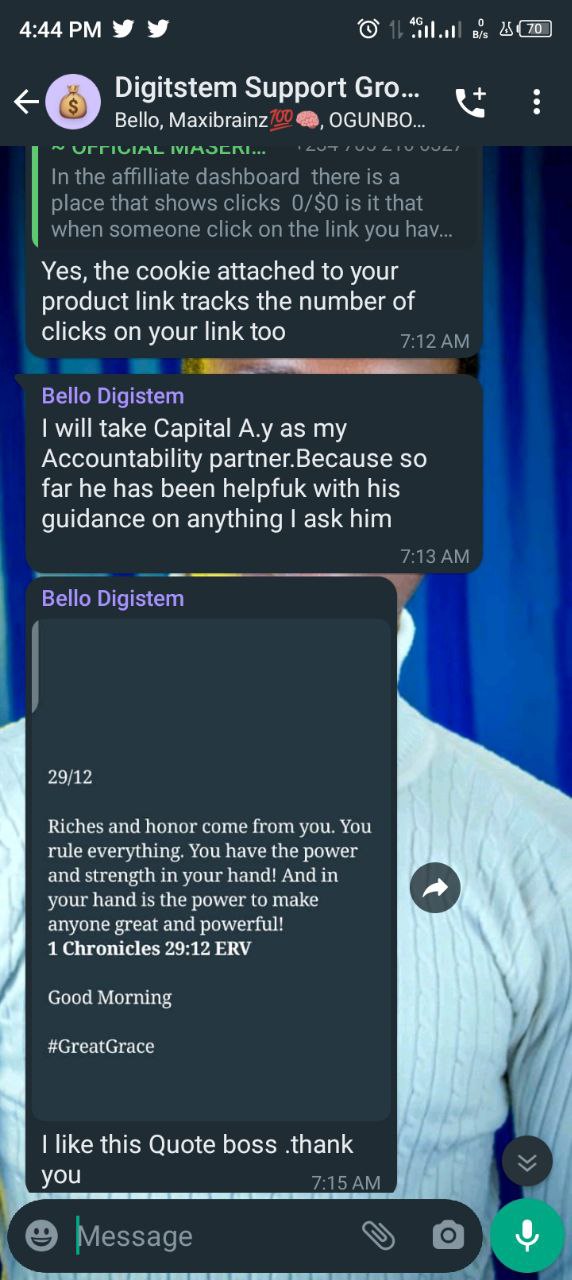 4:44 PM
4G
0 B/s
70
Digitstem Support Gro...
Bello, Maxibrainz💯🧠, OGUNBO...
~ OFFICIAL MASERI...
In the affilliate dashboard there is a
place that shows clicks 0/$0 is it that
when someone click on the link you hav...
Yes, the cookie attached to your
product link tracks the number of
clicks on your link too
7:12 AM
Bello Digistem
I will take Capital A.y as my
Accountability partner.Because so
far he has been helpfuk with his
guidance on anything I ask him
7:13 AM
Bello Digistem
29/12
Riches and honor come from you. You
rule everything. You have the power
and strength in your hand! And in
your hand is the power to make
anyone great and powerful!
1 Chronicles 29:12 ERV
Good Morning
#GreatGrace
I like this Quote boss .thank
you
7:15 AM
Message